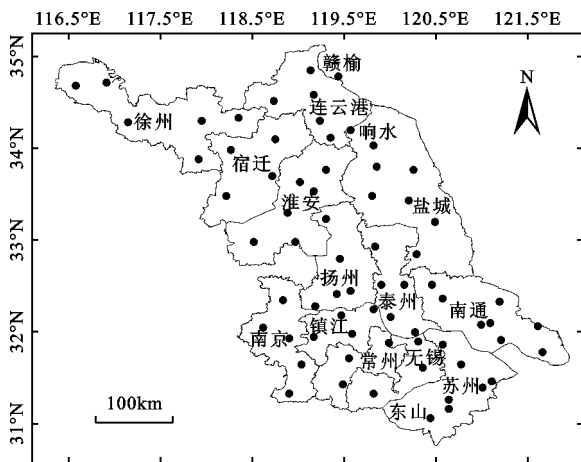 116.5°E 117.5°E 118.5°E 119.5°E 120.5°E 121.5°E
35°N
赣榆
N
连云港
徐州
响水
34°N
宿迁
淮安
盐城
33°N
扬州
泰州
南通
32°N
南京
镇江
常州
无锡
苏州
100km
东山
31°N